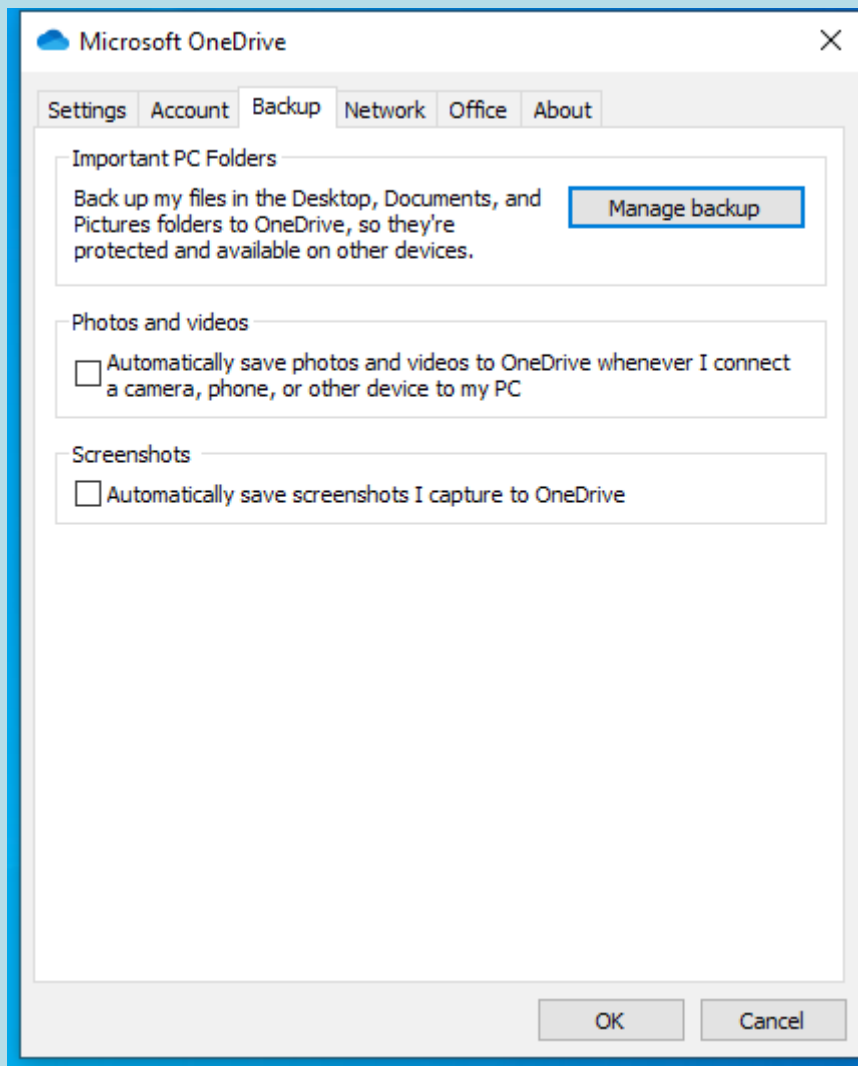 Microsoft OneDrive
Settings Account Backup Network Office About
Important PC Folders
Back up my files in the Desktop, Documents, and
Pictures folders to OneDrive, so they're
protected and available on other devices.
Manage backup
Photos and videos
Automatically save photos and videos to OneDrive whenever I connect
a camera, phone, or other device to my PC
Screenshots
Automatically save screenshots I capture to OneDrive
OK Cancel